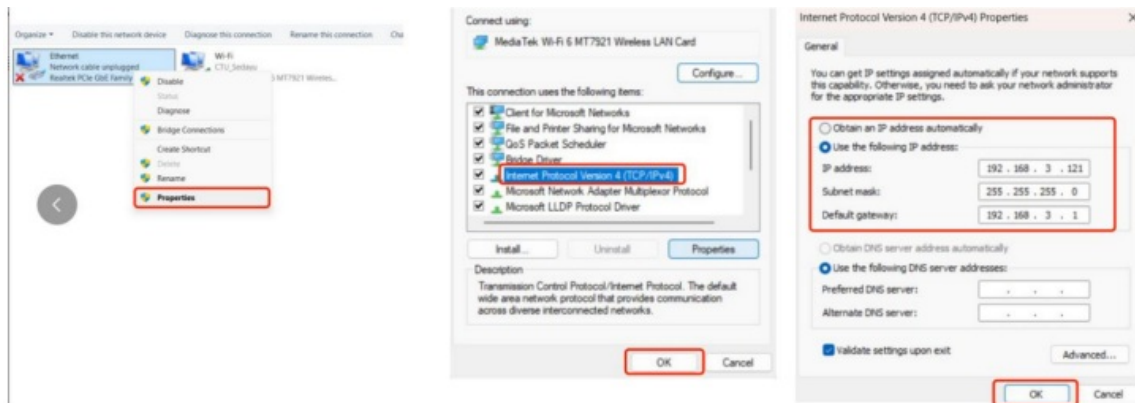 Organize
Disable this network device
Diagnose this connection
Rename this connection
Ethernet
Network cable unplugged
Realtek PCIe GbE Family
Wi-Fi
CTU_Serbayu
MT7921 Wireles...
Disable
Status
Diagnose
Bridge Connections
Create Shortcut
Delete
Rename
Properties
Connect using:
MediaTek Wi-Fi 6 MT7921 Wireless LAN Card
Configure...
This connection uses the following items:
Client for Microsoft Networks
File and Printer Sharing for Microsoft Networks
QoS Packet Scheduler
Bridge Driver
Internet Protocol Version 4 (TCP/IPv4)
Microsoft Network Adapter Multiplexor Protocol
Microsoft LLDP Protocol Driver
Install...
Uninstall
Properties
Description
Transmission Control Protocol/Internet Protocol. The default
wide area network protocol that provides communication
across diverse interconnected networks.
OK
Cancel
Internet Protocol Version 4 (TCP/IPv4) Properties
General
You can get IP settings assigned automatically if your network supports
this capability. Otherwise, you need to ask your network administrator
for the appropriate IP settings.
Obtain an IP address automatically
Use the following IP address:
IP address: 192 . 168 . 3 . 121
Subnet mask: 255 . 255 . 255 . 0
Default gateway: 192 . 168 . 3 . 1
Obtain DNS server address automatically
Use the following DNS server addresses:
Preferred DNS server:
Alternate DNS server:
Validate settings upon exit
Advanced...
OK
Cancel